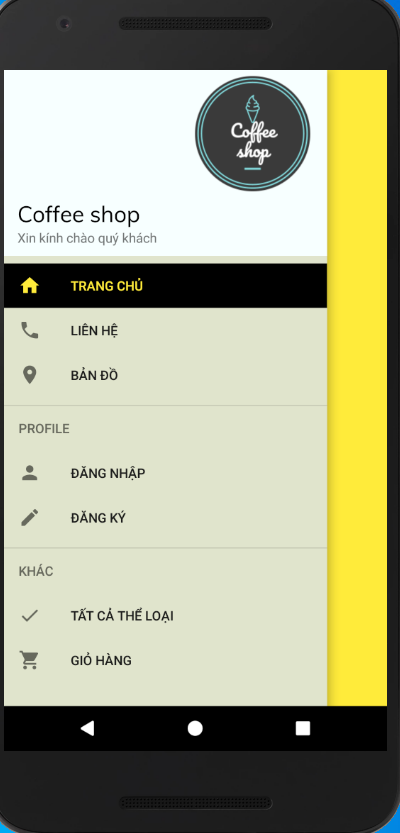 Coffee
shop
Coffee shop
Xin kính chào quý khách
TRANG CHỦ
LIÊN HỆ
BẢN ĐỒ
PROFILE
ĐĂNG NHẬP
ĐĂNG KÝ
KHÁC
TẤT CẢ THỂ LOẠI
GIỎ HÀNG